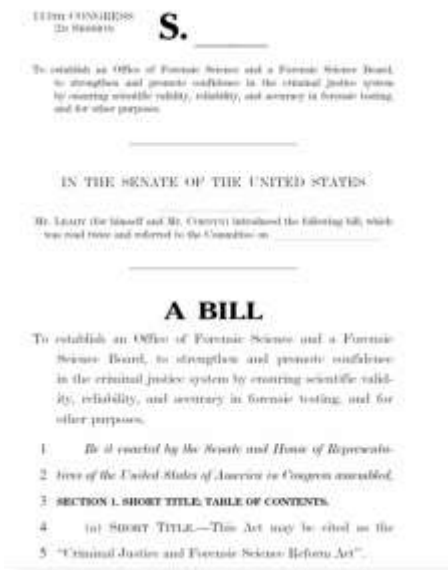 113TH CONGRESS
2D SESSION
S.
To establish an Office of Forensic Science and a Forensic Science Board,
to strengthen and promote confidence in the criminal justice system
by ensuring scientific validity, reliability, and accuracy in forensic testing,
and for other purposes.
IN THE SENATE OF THE UNITED STATES
Mr. LEAHY (for himself and Mr. CORNYN) introduced the following bill; which
was read twice and referred to the Committee on
A BILL
To establish an Office of Forensic Science and a Forensic
Science Board, to strengthen and promote confidence
in the criminal justice system by ensuring scientific valid-
ity, reliability, and accuracy in forensic testing, and for
other purposes.
1 Be it enacted by the Senate and House of Representa-
2 tives of the United States of America in Congress assembled,
3 SECTION 1. SHORT TITLE; TABLE OF CONTENTS.
4 (a) SHORT TITLE.—This Act may be cited as the
5 “Criminal Justice and Forensic Science Reform Act”.